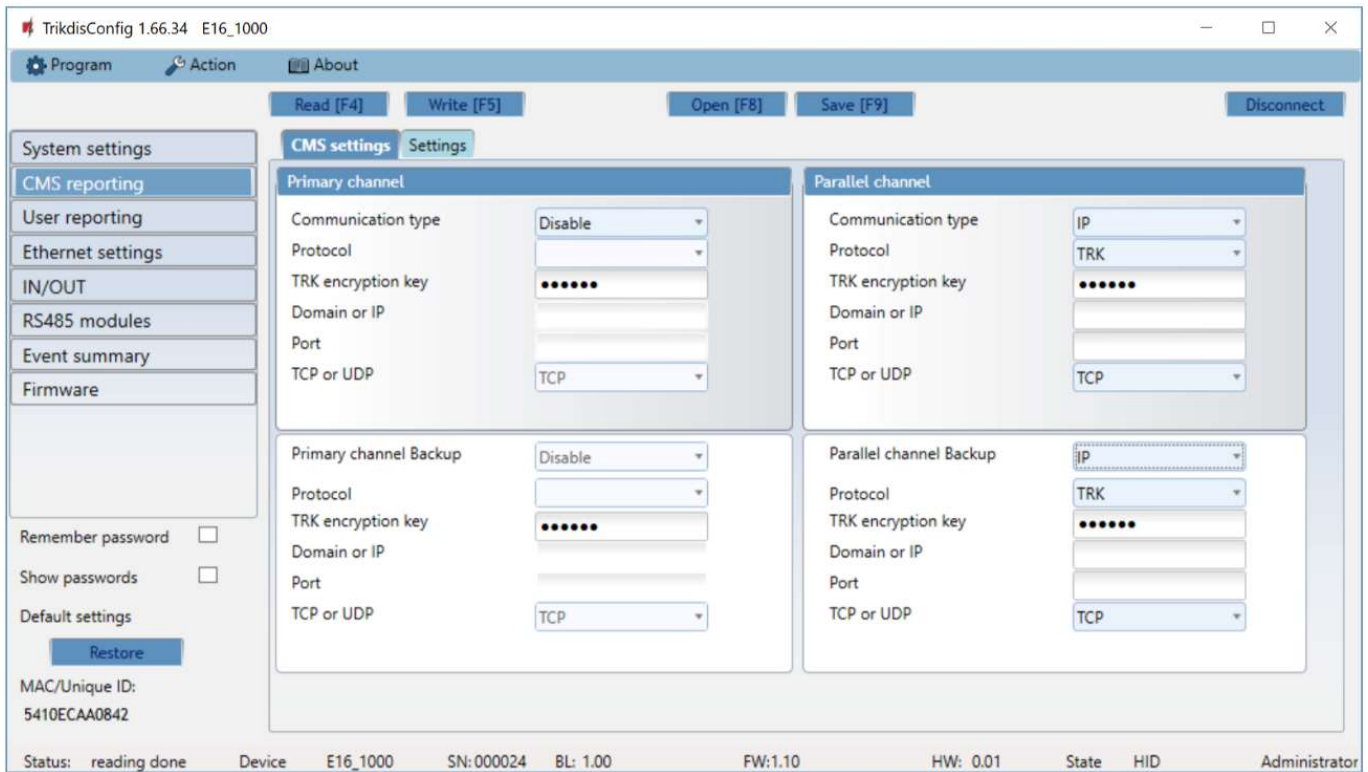 TrikdisConfig 1.66.34 E16_1000
Program Action About
Read [F4] Write [F5] Open [F8] Save [F9] Disconnect
System settings
CMS reporting
User reporting
Ethernet settings
IN/OUT
RS485 modules
Event summary
Firmware
Remember password
Show passwords
Default settings
Restore
MAC/Unique ID:
5410ECAA0842
CMS settings Settings
Primary channel
Communication type Disable
Protocol
TRK encryption key ●●●●●●
Domain or IP
Port
TCP or UDP TCP
Primary channel Backup Disable
Protocol
TRK encryption key ●●●●●●
Domain or IP
Port
TCP or UDP TCP
Parallel channel
Communication type IP
Protocol TRK
TRK encryption key ●●●●●●
Domain or IP
Port
TCP or UDP TCP
Parallel channel Backup IP
Protocol TRK
TRK encryption key ●●●●●●
Domain or IP
Port
TCP or UDP TCP
Status: reading done Device E16_1000 SN:000024 BL: 1.00 FW:1.10 HW: 0.01 State HID Administrator